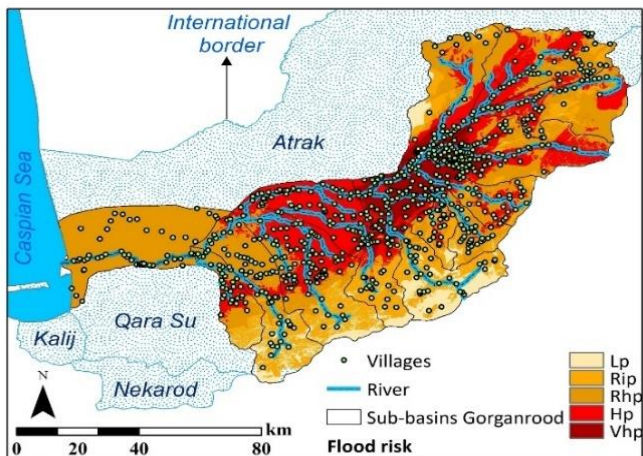 International
border
Atrak
Caspian Sea
Qara Su
Kalij
Nekarod
N
km
0 20 40 80
Villages
River
Sub-basins Gorganrood
Flood risk
Lp
Rip
Rhp
Hp
Vhp